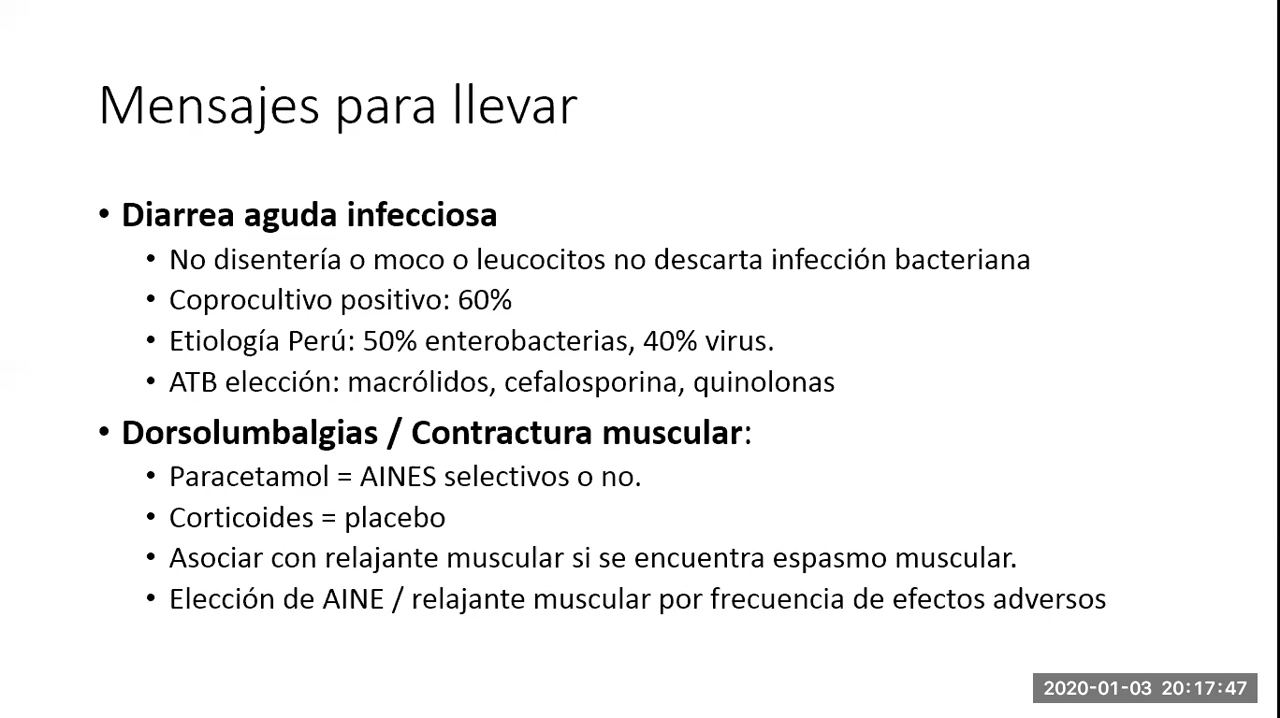 Mensajes para llevar
• Diarrea aguda infecciosa
• No disentería o moco o leucocitos no descarta infección bacteriana
• Coprocultivo positivo: 60%
• Etiología Perú: 50% enterobacterias, 40% virus.
• ATB elección: macrólidos, cefalosporina, quinolonas
• Dorsolumbalgias / Contractura muscular:
• Paracetamol = AINES selectivos o no.
• Corticoides = placebo
• Asociar con relajante muscular si se encuentra espasmo muscular.
• Elección de AINE / relajante muscular por frecuencia de efectos adversos
2020-01-03 20:17:47